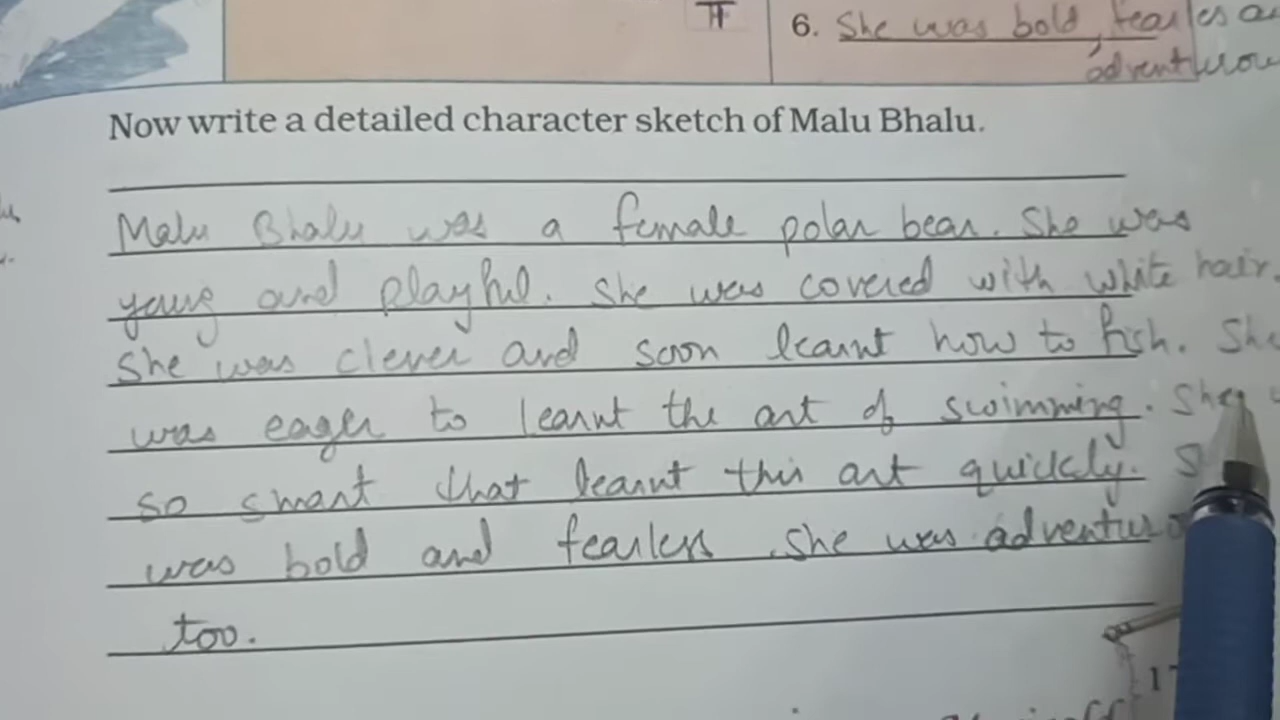 6. She was bold, fearles
adventurou
Now write a detailed character sketch of Malu Bhalu.
Malu Bhalu was a female polar bear. She was
young and playful. She was covered with white hair.
She was clever and soon learnt how to fish. She
was eager to learnt the art of swimming. She
so smart that learnt this art quickly. S
was bold and fearless. She was adventur
too.
17